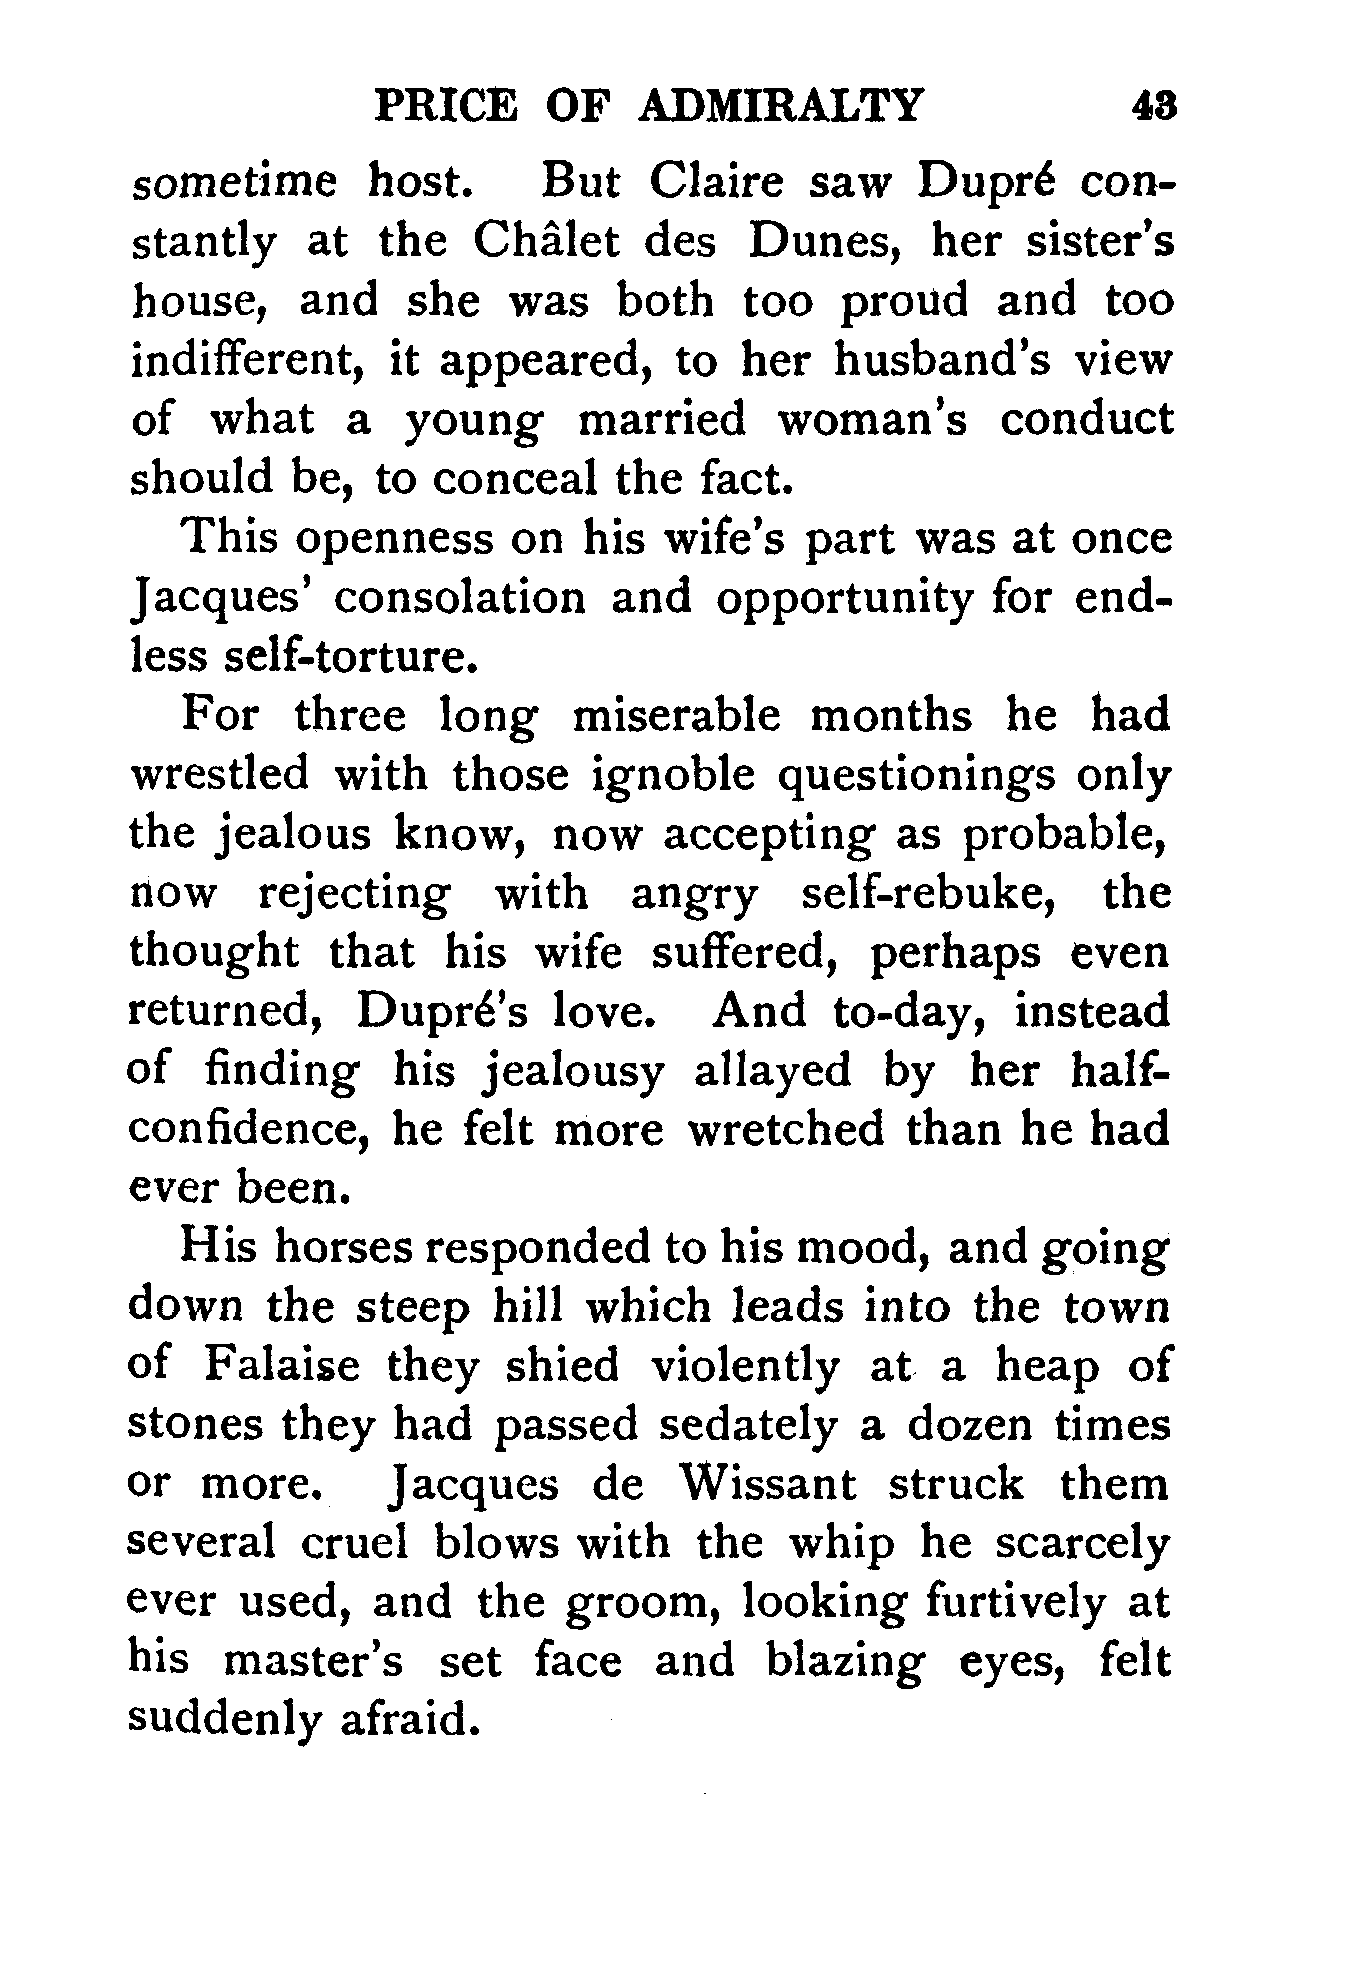 PRICE OF ADMIRALTY 43
sometime host. But Claire saw Dupré con-
stantly at the Châlet des Dunes, her sister's
house, and she was both too proud and too
indifferent, it appeared, to her husband's view
of what a young married woman's conduct
should be, to conceal the fact.
This openness on his wife's part was at once
Jacques' consolation and opportunity for end-
less self-torture.
For three long miserable months he had
wrestled with those ignoble questionings only
the jealous know, now accepting as probable,
now rejecting with angry self-rebuke, the
thought that his wife suffered, perhaps even
returned, Dupré's love. And to-day, instead
of finding his jealousy allayed by her half-
confidence, he felt more wretched than he had
ever been.
His horses responded to his mood, and going
down the steep hill which leads into the town
of Falaise they shied violently at a heap of
stones they had passed sedately a dozen times
or more. Jacques de Wissant struck them
several cruel blows with the whip he scarcely
ever used, and the groom, looking furtively at
his master's set face and blazing eyes, felt
suddenly afraid.